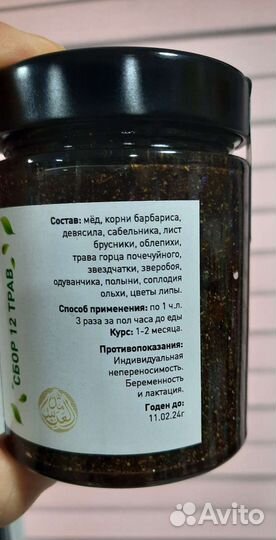 Состав: мёд, корни барбариса,
девясила, сабельника, лист
брусники, облепихи,
трава горца почечуйного,
звездчатки, зверобоя,
одуванчика, полыни, соплодия
ольхи, цветы липы.
Способ применения: по 1 ч.л.
3 раза за пол часа до еды
Курс: 1-2 месяца.
Противопоказания:
Индивидуальная
непереносимость.
Беременность
и лактация.
Годен до:
11.02.24г
СБОР 12 ТРАВ
Avito